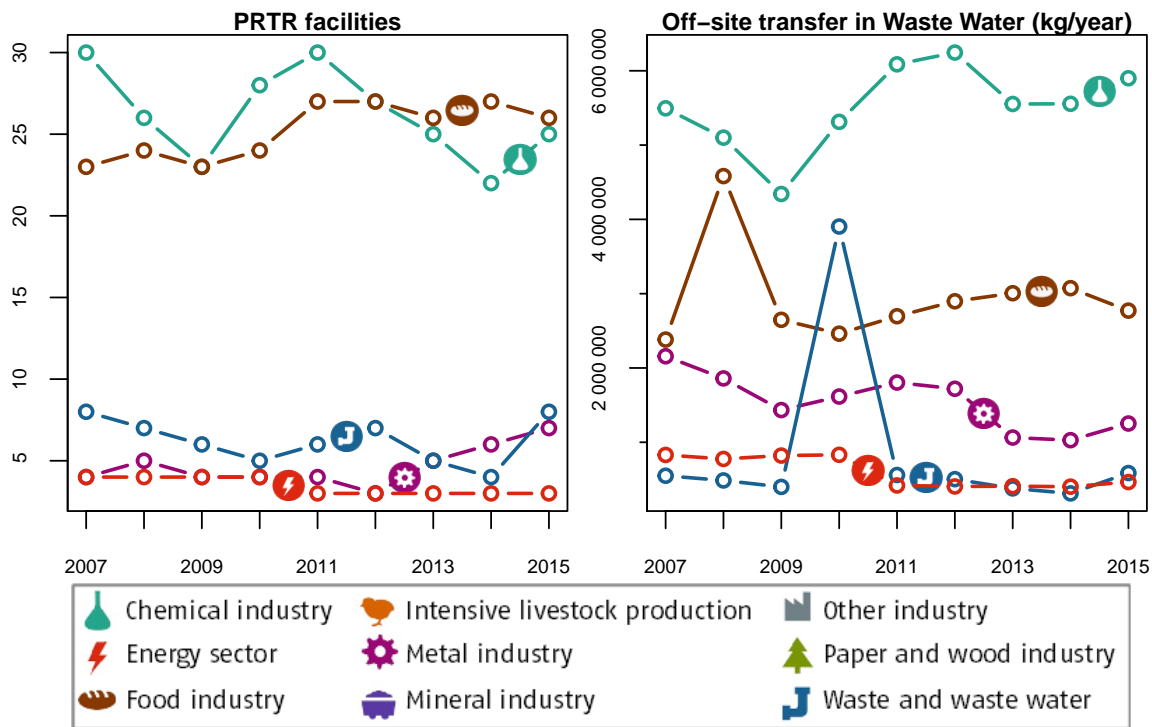 PRTR facilities
Off−site transfer in Waste Water (kg/year)
30
25
20
15
10
5
6 000 000
4 000 000
2 000 000
2007 2009 2011 2013 2015
2007 2009 2011 2013 2015
Chemical industry Intensive livestock production Other industry
Energy sector Metal industry Paper and wood industry
Food industry Mineral industry Waste and waste water